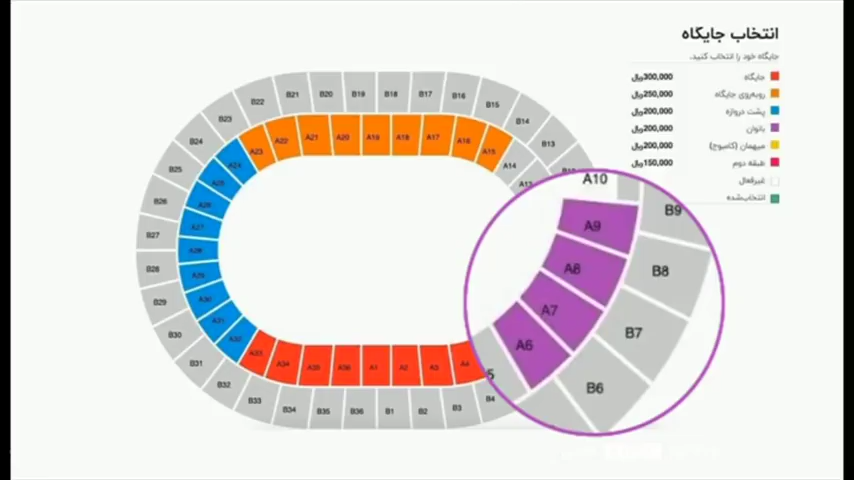 انتخاب جایگاه
جایگاه خود را انتخاب کنید.
جایگاه 300,000ریال
روبه‌روی جایگاه 250,000ریال
پشت دروازه 200,000ریال
بانوان 200,000ریال
میهمان (کامبوج) 200,000ریال
طبقه دوم 150,000ریال
غیرفعال
انتخاب‌شده
B22 B21 B20 B19 B18 B17 B16 B15 B14 B13
B23 B24 B25 B26 B27 B28 B29 B30 B31 B32 B33
B34 B35 B36 B1 B2 B3 B4
A23 A22 A21 A20 A19 A18 A17 A16 A15 A14
A24 A25 A26 A27 A28 A29 A30 A31 A32
A33 A34 A35 A36 A1 A2 A3 A4
A10
A9 B9
A8 B8
A7 B7
A6 B6
5